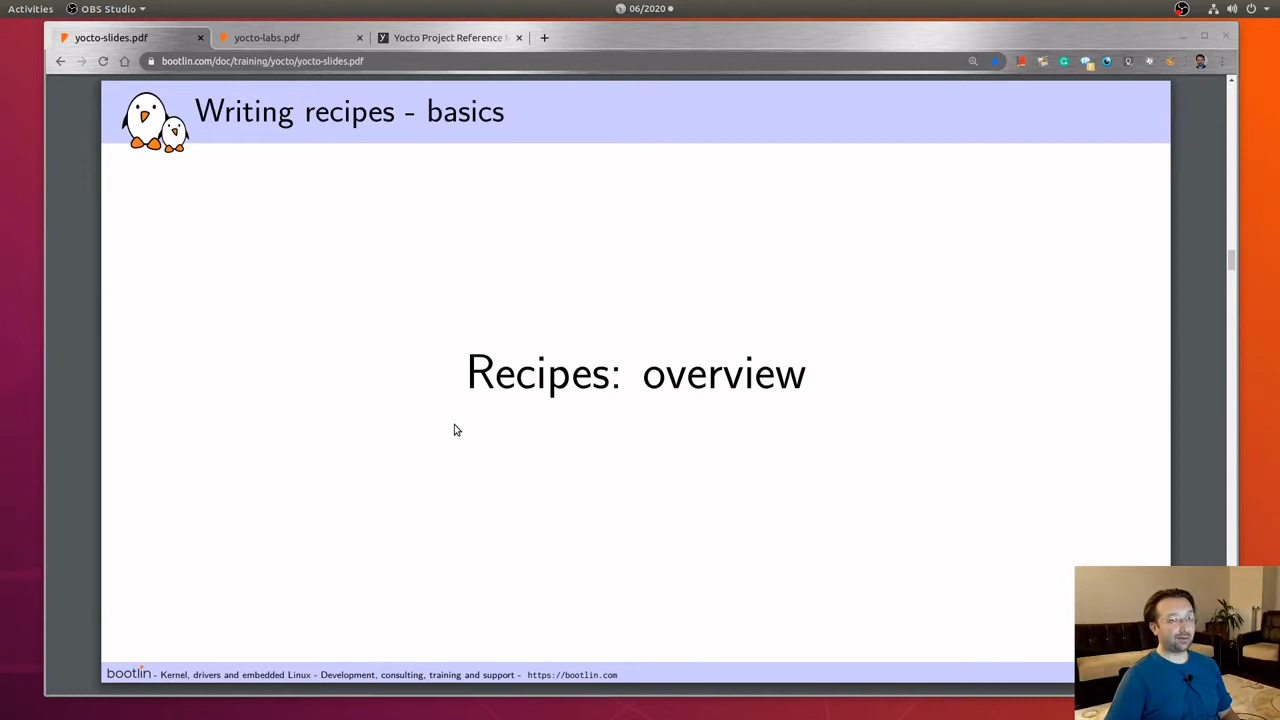 Activities
OBS Studio
06/2020
yocto-slides.pdf
yocto-labs.pdf
Yocto Project Reference
bootlin.com/doc/training/yocto/yocto-slides.pdf
Writing recipes - basics
Recipes: overview
bootlin - Kernel, drivers and embedded Linux - Development, consulting, training and support - https://bootlin.com